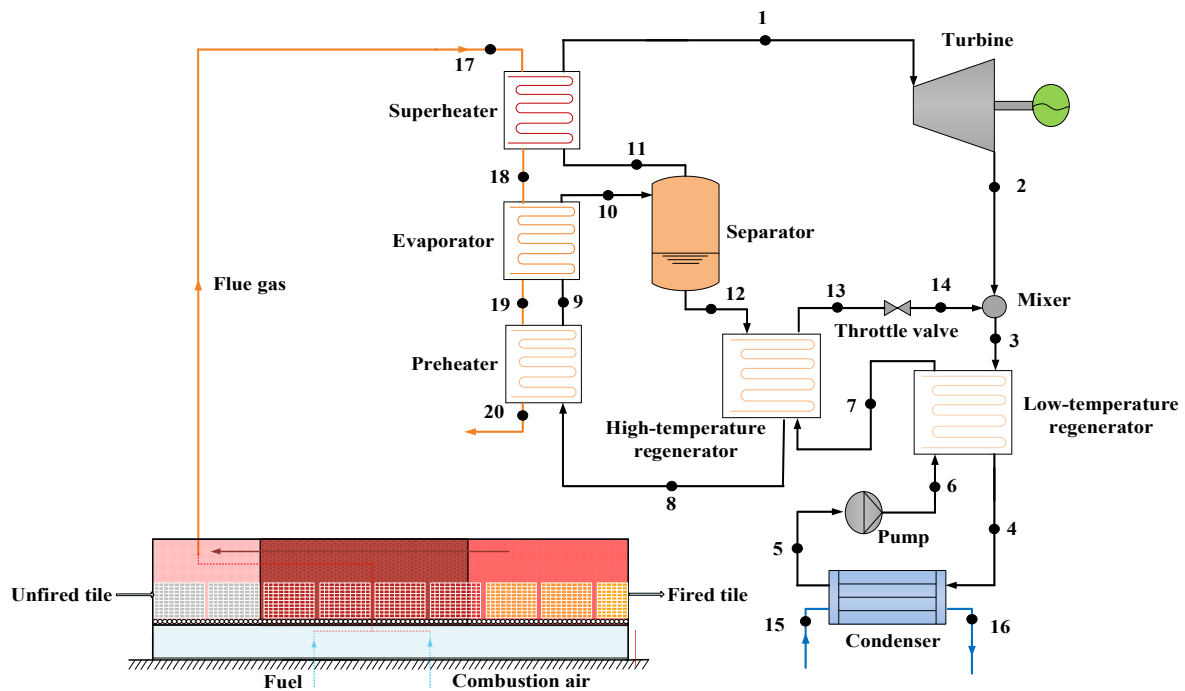 1
Turbine
17
Superheater
11
18
10
2
Evaporator
Separator
Flue gas
19
9
12
13
14
Mixer
Throttle valve
3
Preheater
20
7
Low-temperature
regenerator
High-temperature
regenerator
8
6
4
5
Pump
Unfired tile
Fired tile
15
16
Condenser
Fuel
Combustion air